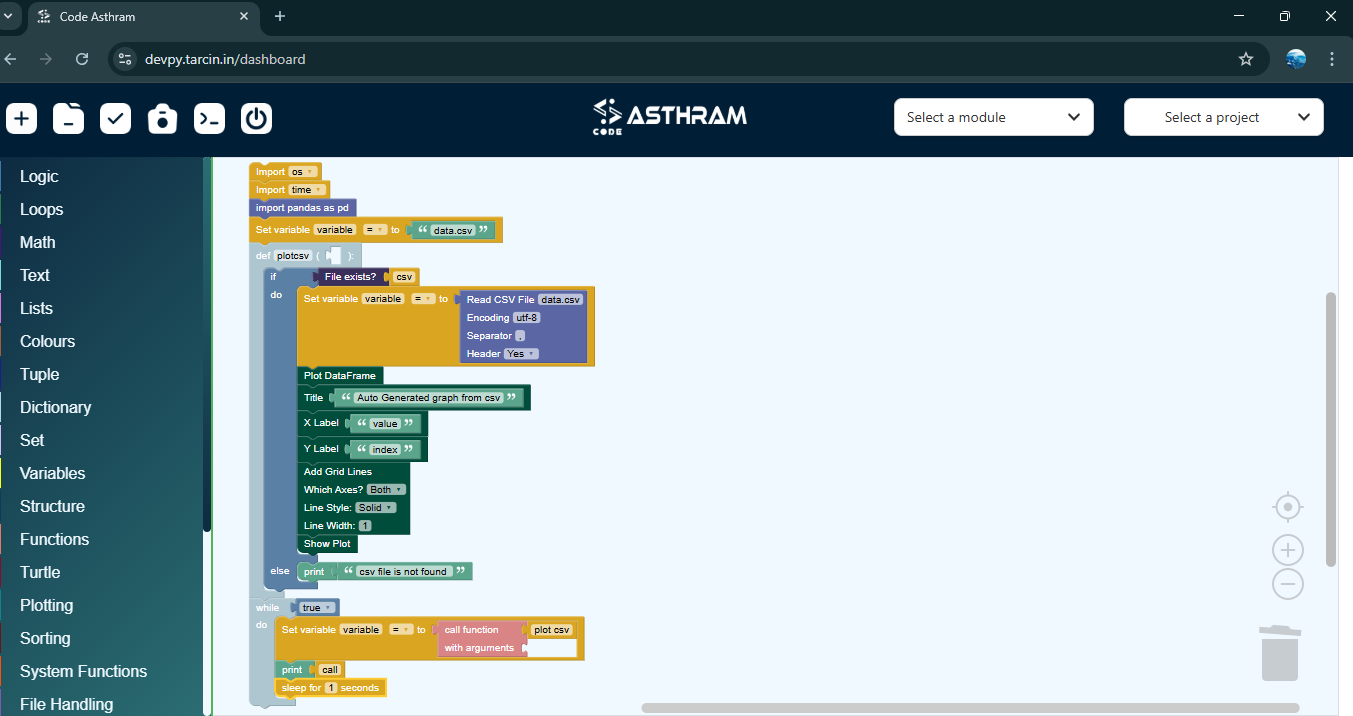 Code Asthram
devpy.tarcin.in/dashboard
CODE ASTHRAM
Select a module
Select a project
Logic
Loops
Math
Text
Lists
Colours
Tuple
Dictionary
Set
Variables
Structure
Functions
Turtle
Plotting
Sorting
System Functions
File Handling
Import os
Import time
import pandas as pd
Set variable variable = to “ data.csv ”
def plotcsv ( ):
if File exists? csv
do Set variable variable = to Read CSV File data.csv
Encoding utf-8
Separator ,
Header Yes
Plot DataFrame
Title “ Auto Generated graph from csv ”
X Label “ value ”
Y Label “ index ”
Add Grid Lines
Which Axes? Both
Line Style: Solid
Line Width: 1
Show Plot
else print “ csv file is not found ”
while true
do Set variable variable = to call function plot csv
with arguments
print call
sleep for 1 seconds